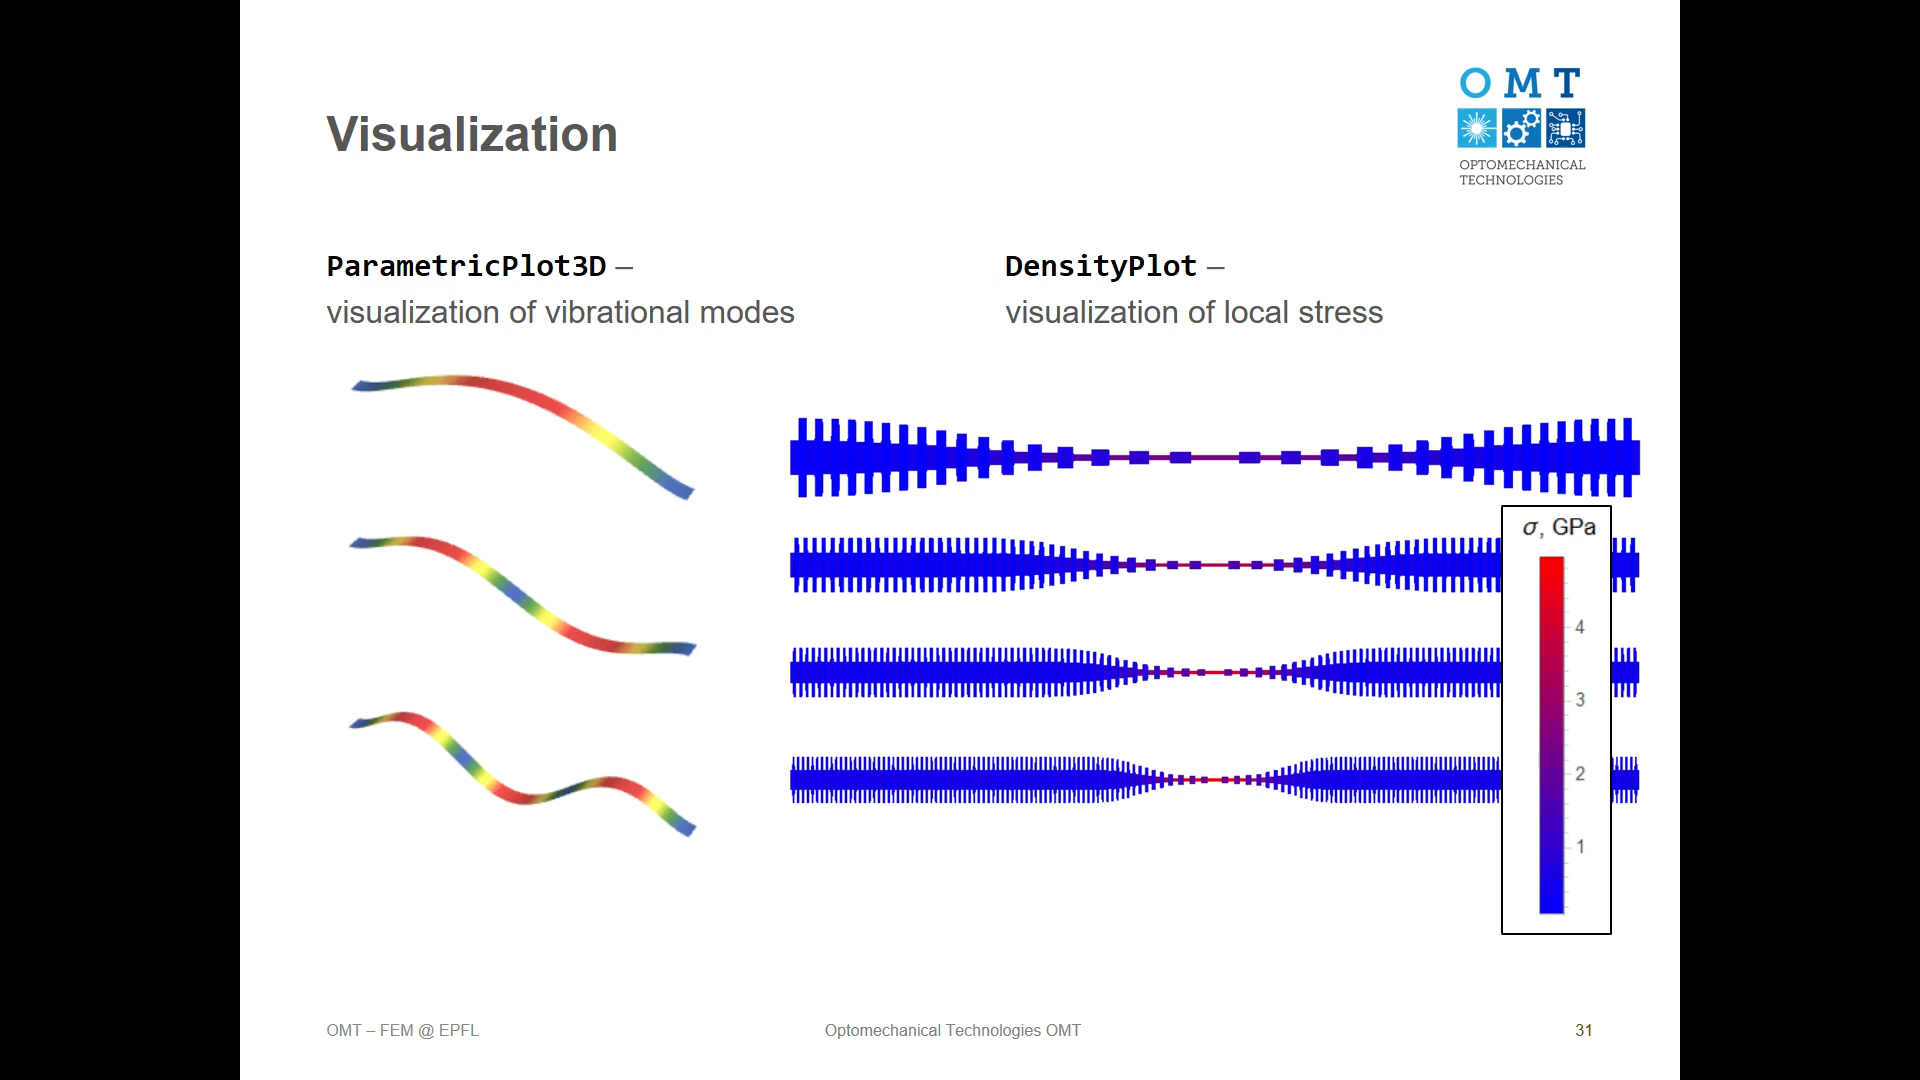 O M T
OPTOMECHANICAL
TECHNOLOGIES
Visualization
ParametricPlot3D –
visualization of vibrational modes
DensityPlot –
visualization of local stress
σ, GPa
4
3
2
1
OMT – FEM @ EPFL
Optomechanical Technologies OMT
31